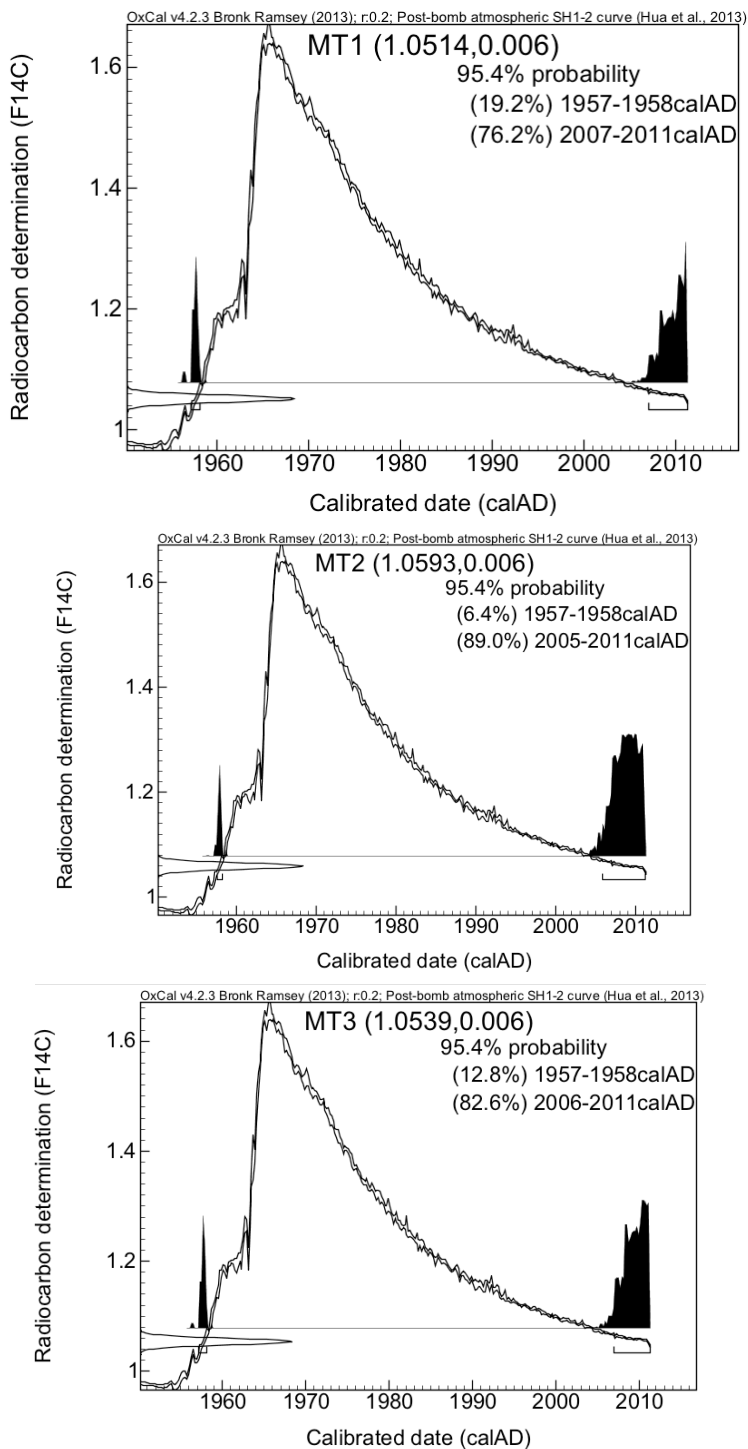 OxCal v4.2.3 Bronk Ramsey (2013); r:0.2; Post-bomb atmospheric SH1-2 curve (Hua et al., 2013)
MT1 (1.0514,0.006)
95.4% probability
(19.2%) 1957-1958calAD
(76.2%) 2007-2011calAD
Radiocarbon determination (F14C)
1.6
1.4
1.2
1
1960 1970 1980 1990 2000 2010
Calibrated date (calAD)
OxCal v4.2.3 Bronk Ramsey (2013); r:0.2; Post-bomb atmospheric SH1-2 curve (Hua et al., 2013)
MT2 (1.0593,0.006)
95.4% probability
(6.4%) 1957-1958calAD
(89.0%) 2005-2011calAD
Radiocarbon determination (F14C)
1.6
1.4
1.2
1
1960 1970 1980 1990 2000 2010
Calibrated date (calAD)
OxCal v4.2.3 Bronk Ramsey (2013); r:0.2; Post-bomb atmospheric SH1-2 curve (Hua et al., 2013)
MT3 (1.0539,0.006)
95.4% probability
(12.8%) 1957-1958calAD
(82.6%) 2006-2011calAD
Radiocarbon determination (F14C)
1.6
1.4
1.2
1
1960 1970 1980 1990 2000 2010
Calibrated date (calAD)